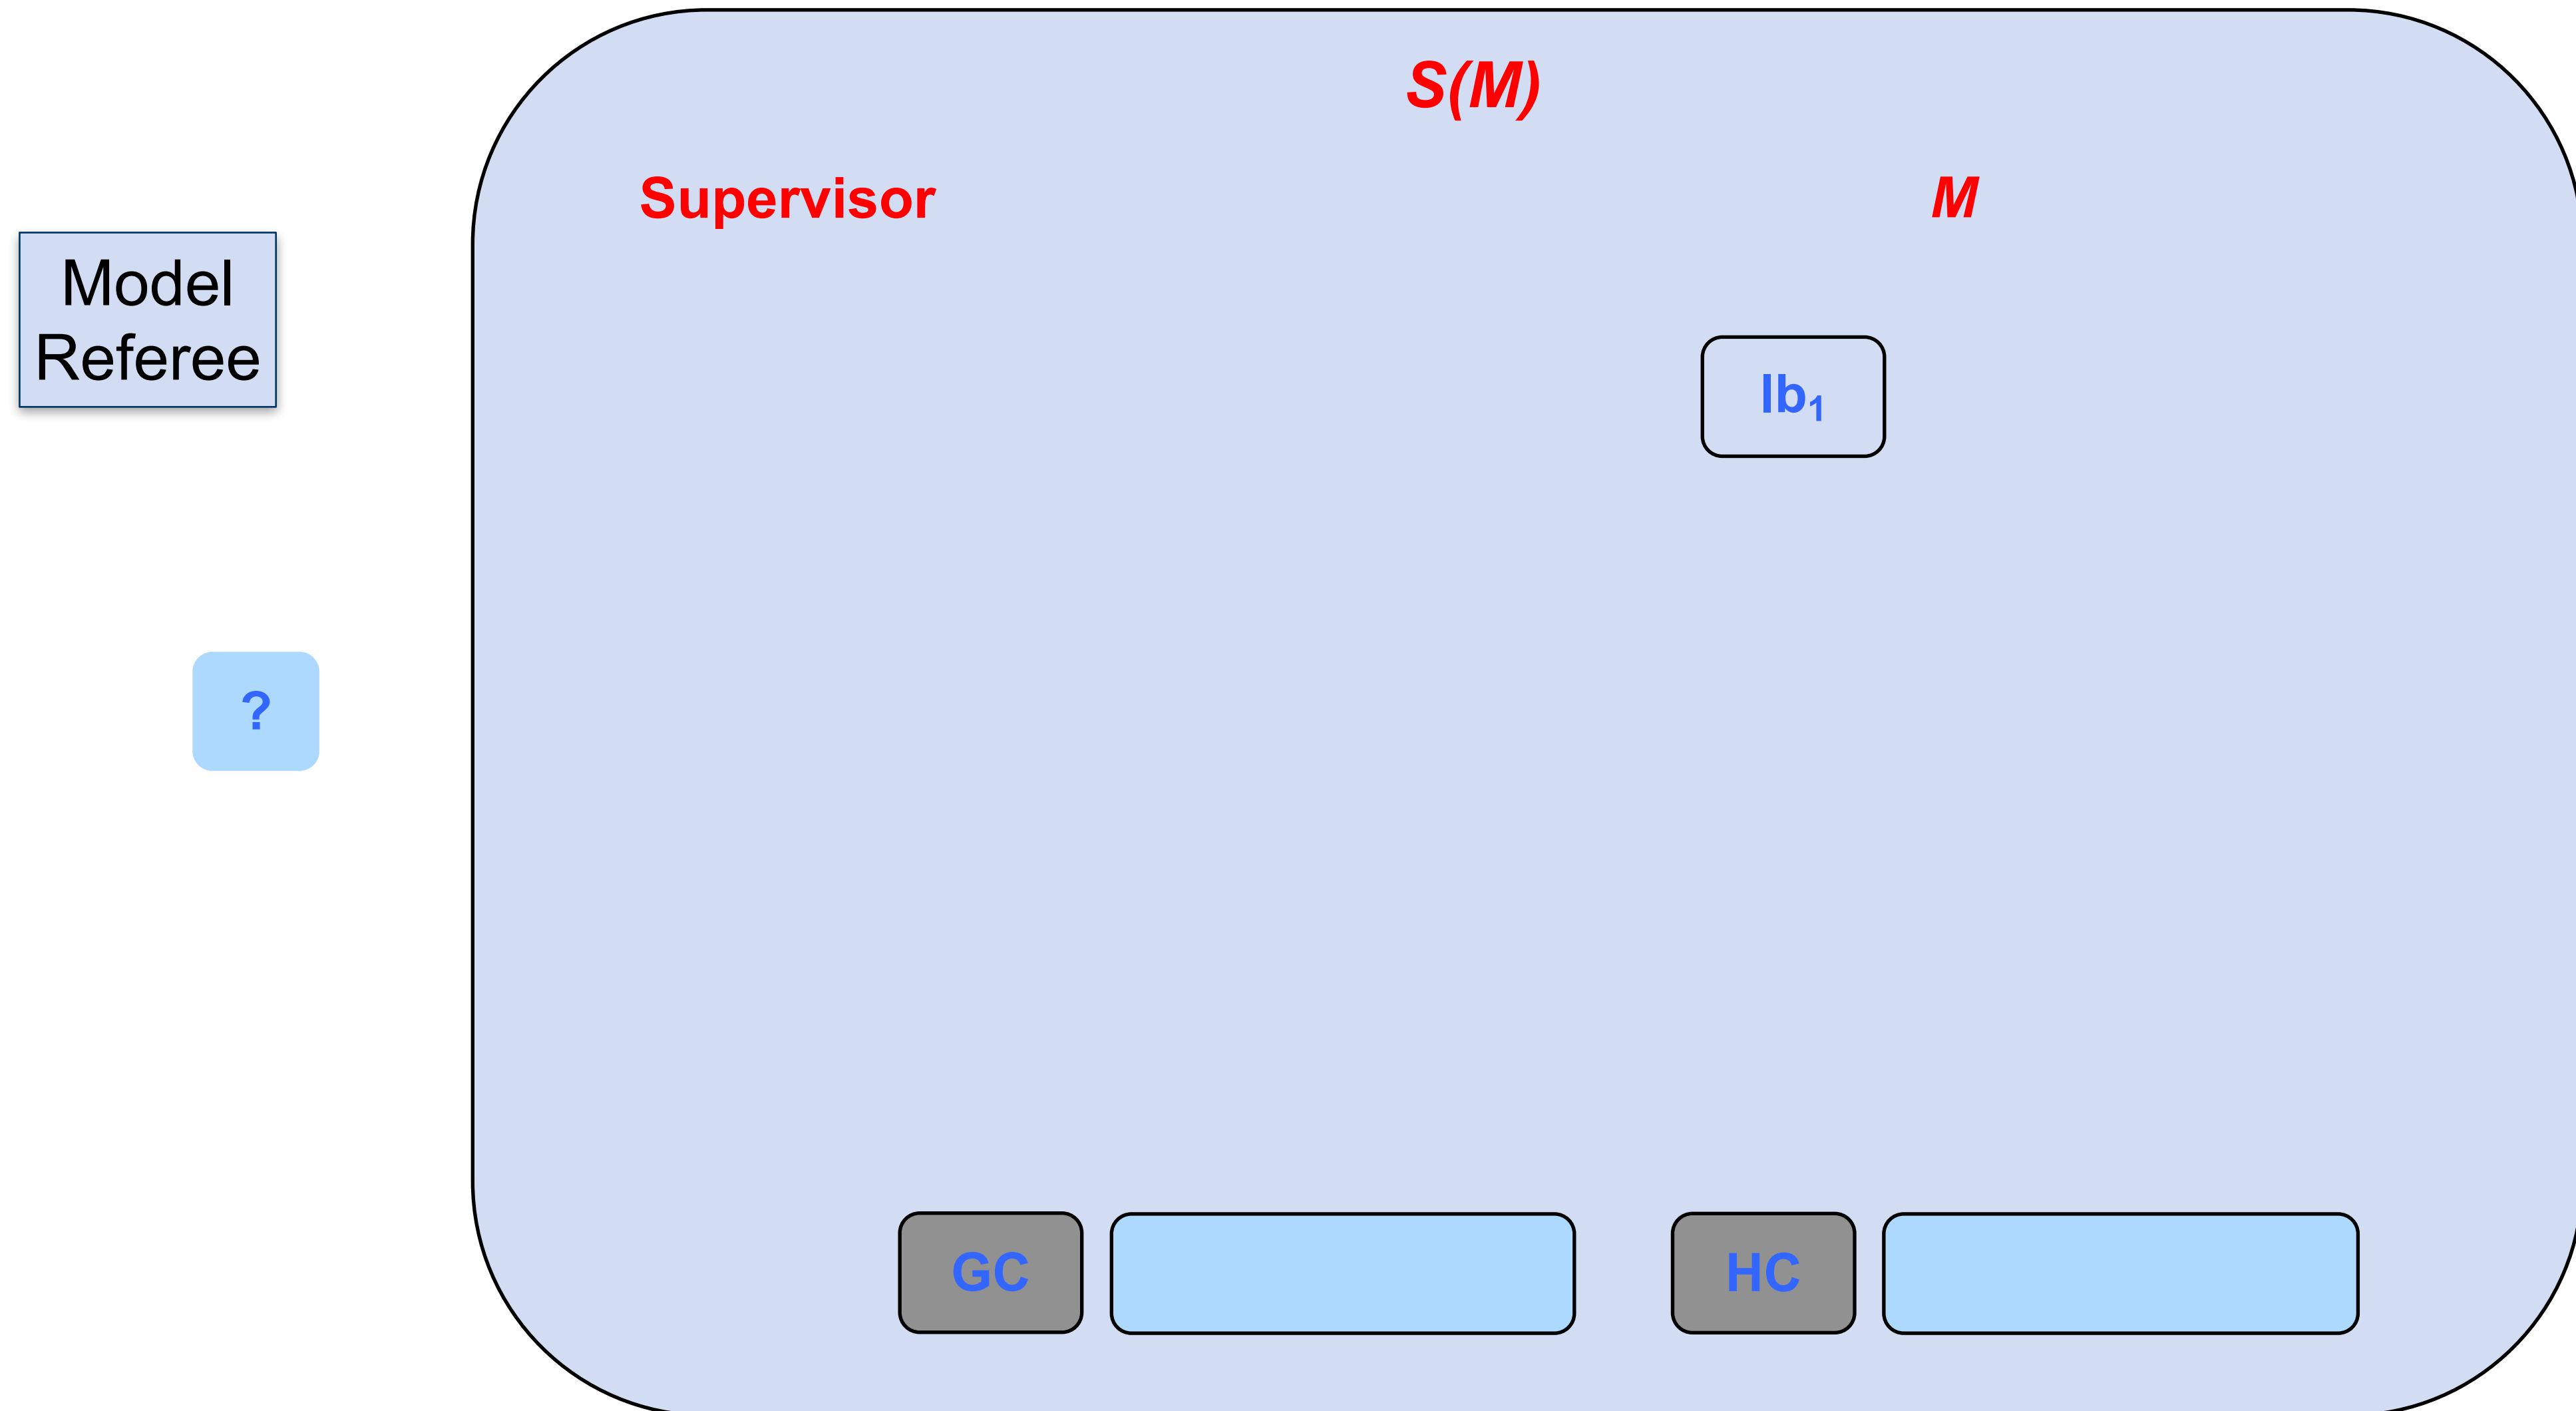 S(M)
Supervisor
M
Model
Referee
lb₁
?
GC
HC